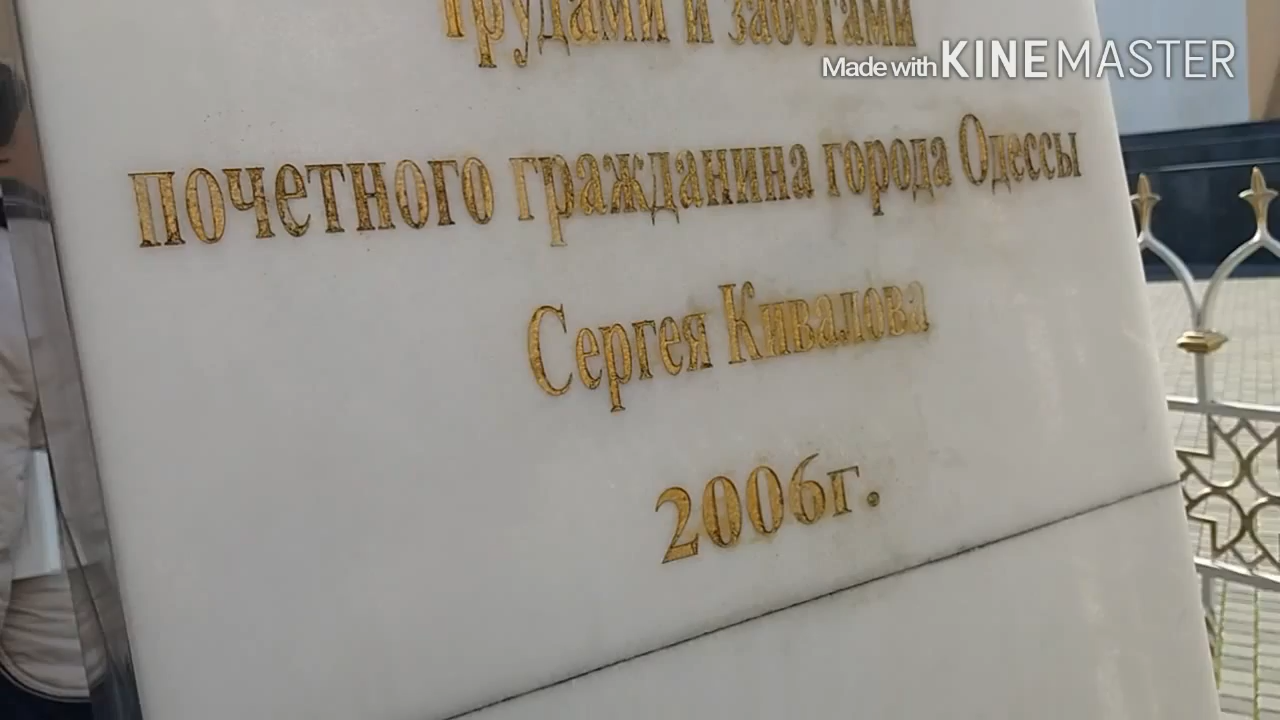 трудами и заботами
Made with KINEMASTER
почетного гражданина города Одессы
Сергея Кивалова
2006г.